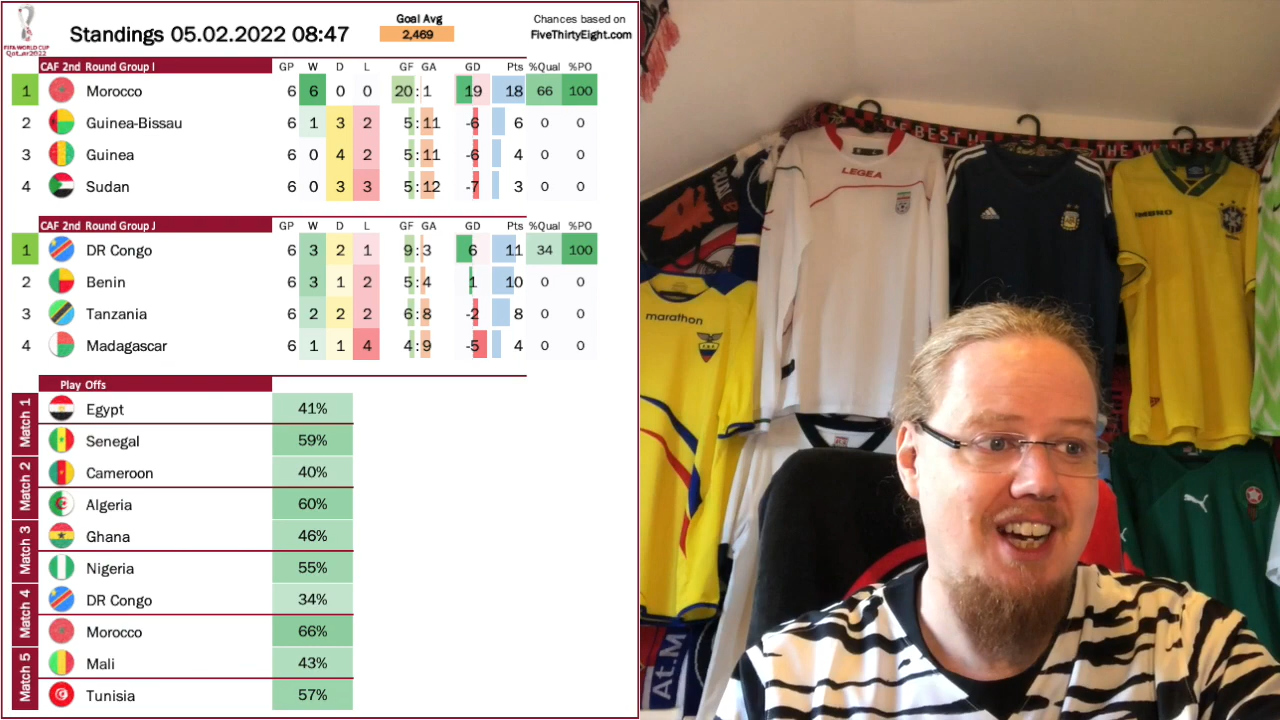 FIFA WORLD CUP
Qatar2022
Standings 05.02.2022 08:47
Goal Avg
2,469
Chances based on
FiveThirtyEight.com
CAF 2nd Round Group I GP W D L GF GA GD Pts %Qual %PO
1 Morocco 6 6 0 0 20 : 1 19 18 66 100
2 Guinea-Bissau 6 1 3 2 5 : 11 -6 6 0 0
3 Guinea 6 0 4 2 5 : 11 -6 4 0 0
4 Sudan 6 0 3 3 5 : 12 -7 3 0 0
CAF 2nd Round Group J GP W D L GF GA GD Pts %Qual %PO
1 DR Congo 6 3 2 1 9 : 3 6 11 34 100
2 Benin 6 3 1 2 5 : 4 1 10 0 0
3 Tanzania 6 2 2 2 6 : 8 -2 8 0 0
4 Madagascar 6 1 1 4 4 : 9 -5 4 0 0
Play Offs
Match 1
Egypt 41%
Senegal 59%
Match 2
Cameroon 40%
Algeria 60%
Match 3
Ghana 46%
Nigeria 55%
Match 4
DR Congo 34%
Morocco 66%
Match 5
Mali 43%
Tunisia 57%
THE BEST
THE WINNER
LEGEA
adidas
AFA
UMBRO
marathon
At.M